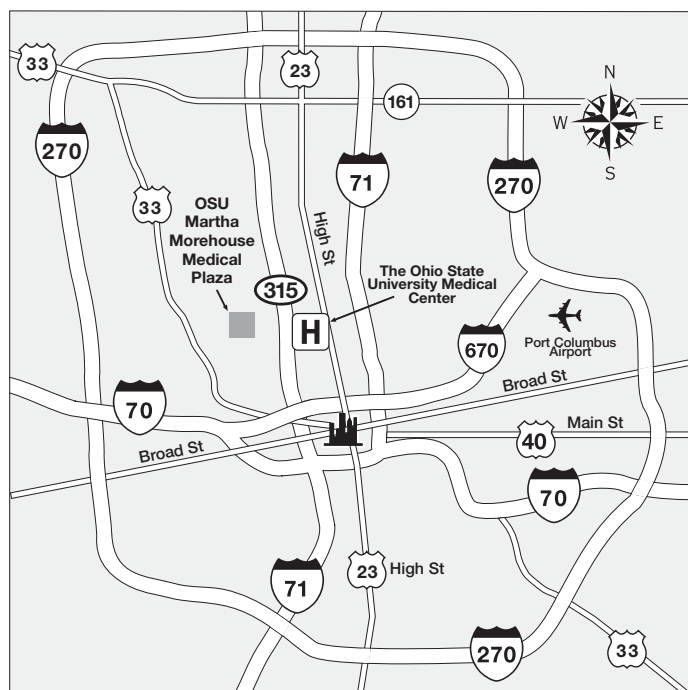 33
23
161
N
W
E
S
270
71
270
33
OSU
Martha
Morehouse
Medical
Plaza
High St
The Ohio State
University Medical
Center
315
H
670
Port Columbus
Airport
Broad St
70
Main St
40
Broad St
70
71
23
High St
270
33